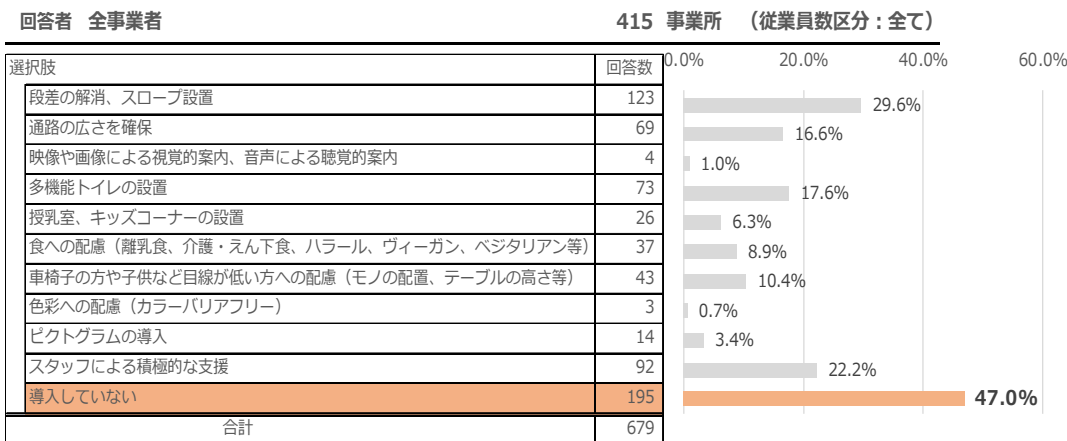 回答者 全事業者 415 事業所 （従業員数区分：全て）
選択肢 回答数 0.0% 20.0% 40.0% 60.0%
段差の解消、スロープ設置 123 29.6%
通路の広さを確保 69 16.6%
映像や画像による視覚的案内、音声による聴覚的案内 4 1.0%
多機能トイレの設置 73 17.6%
授乳室、キッズコーナーの設置 26 6.3%
食への配慮（離乳食、介護・えん下食、ハラール、ヴィーガン、ベジタリアン等） 37 8.9%
車椅子の方や子供など目線が低い方への配慮（モノの配置、テーブルの高さ等） 43 10.4%
色彩への配慮（カラーバリアフリー） 3 0.7%
ピクトグラムの導入 14 3.4%
スタッフによる積極的な支援 92 22.2%
導入していない 195 47.0%
合計 679